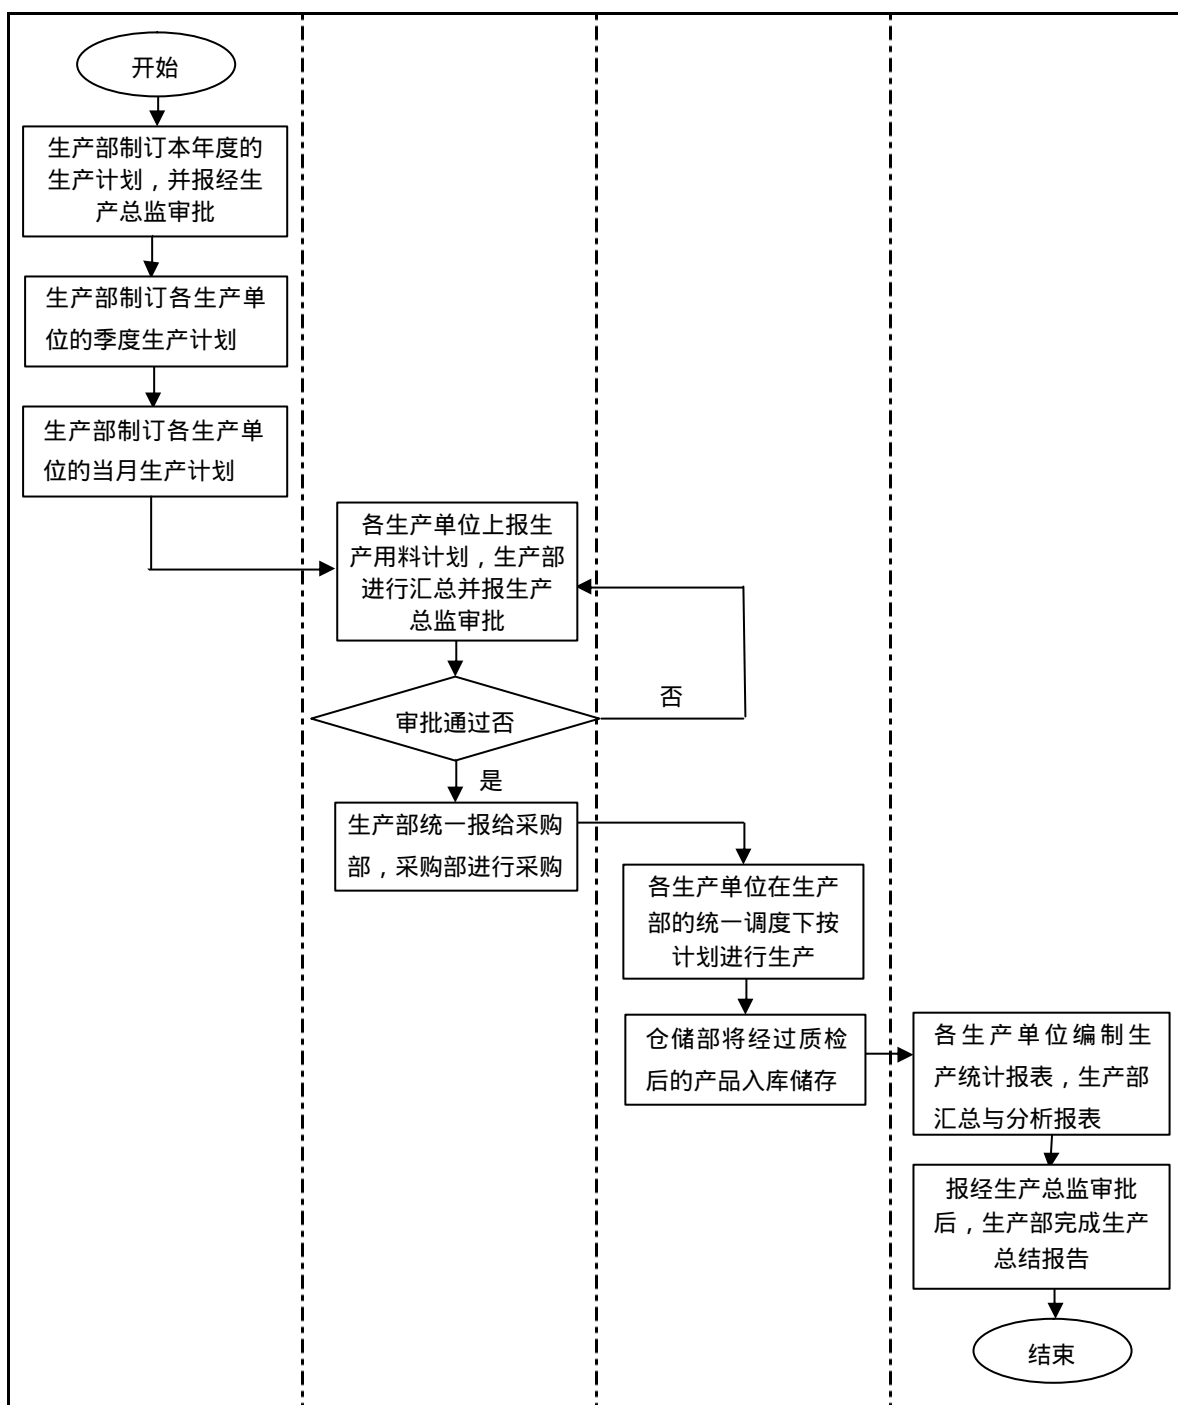 开始
生产部制订本年度的
生产计划，并报经生
产总监审批
生产部制订各生产单
位的季度生产计划
生产部制订各生产单
位的当月生产计划
各生产单位上报生
产用料计划，生产部
进行汇总并报生产
总监审批
否
审批通过否
是
生产部统一报给采购
部，采购部进行采购
各生产单位在生产
部的统一调度下按
计划进行生产
仓储部将经过质检
后的产品入库储存
各生产单位编制生
产统计报表，生产部
汇总与分析报表
报经生产总监审批
后，生产部完成生产
总结报告
结束